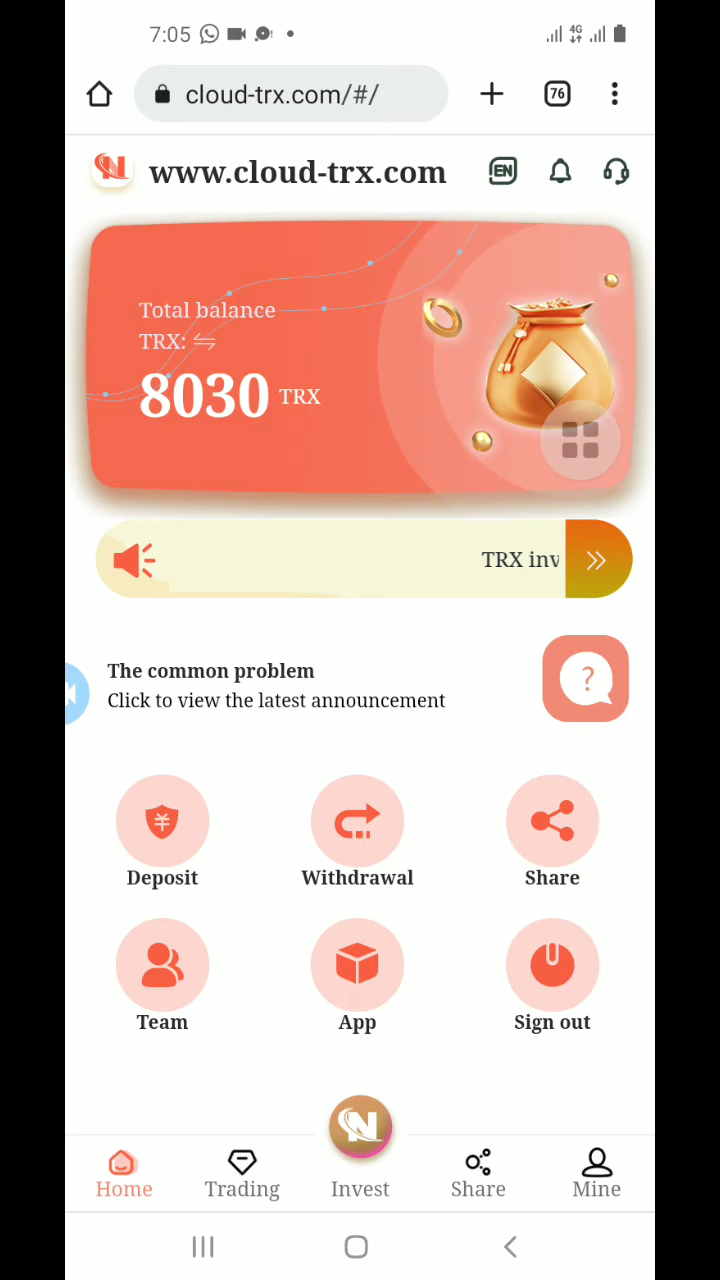 7:05
4G
cloud-trx.com/#/
76
N
www.cloud-trx.com
EN
Total balance
TRX:
8030 TRX
TRX inv
The common problem
Click to view the latest announcement
?
¥
Deposit
Withdrawal
Share
Team
App
Sign out
N
Home
Trading
Invest
Share
Mine